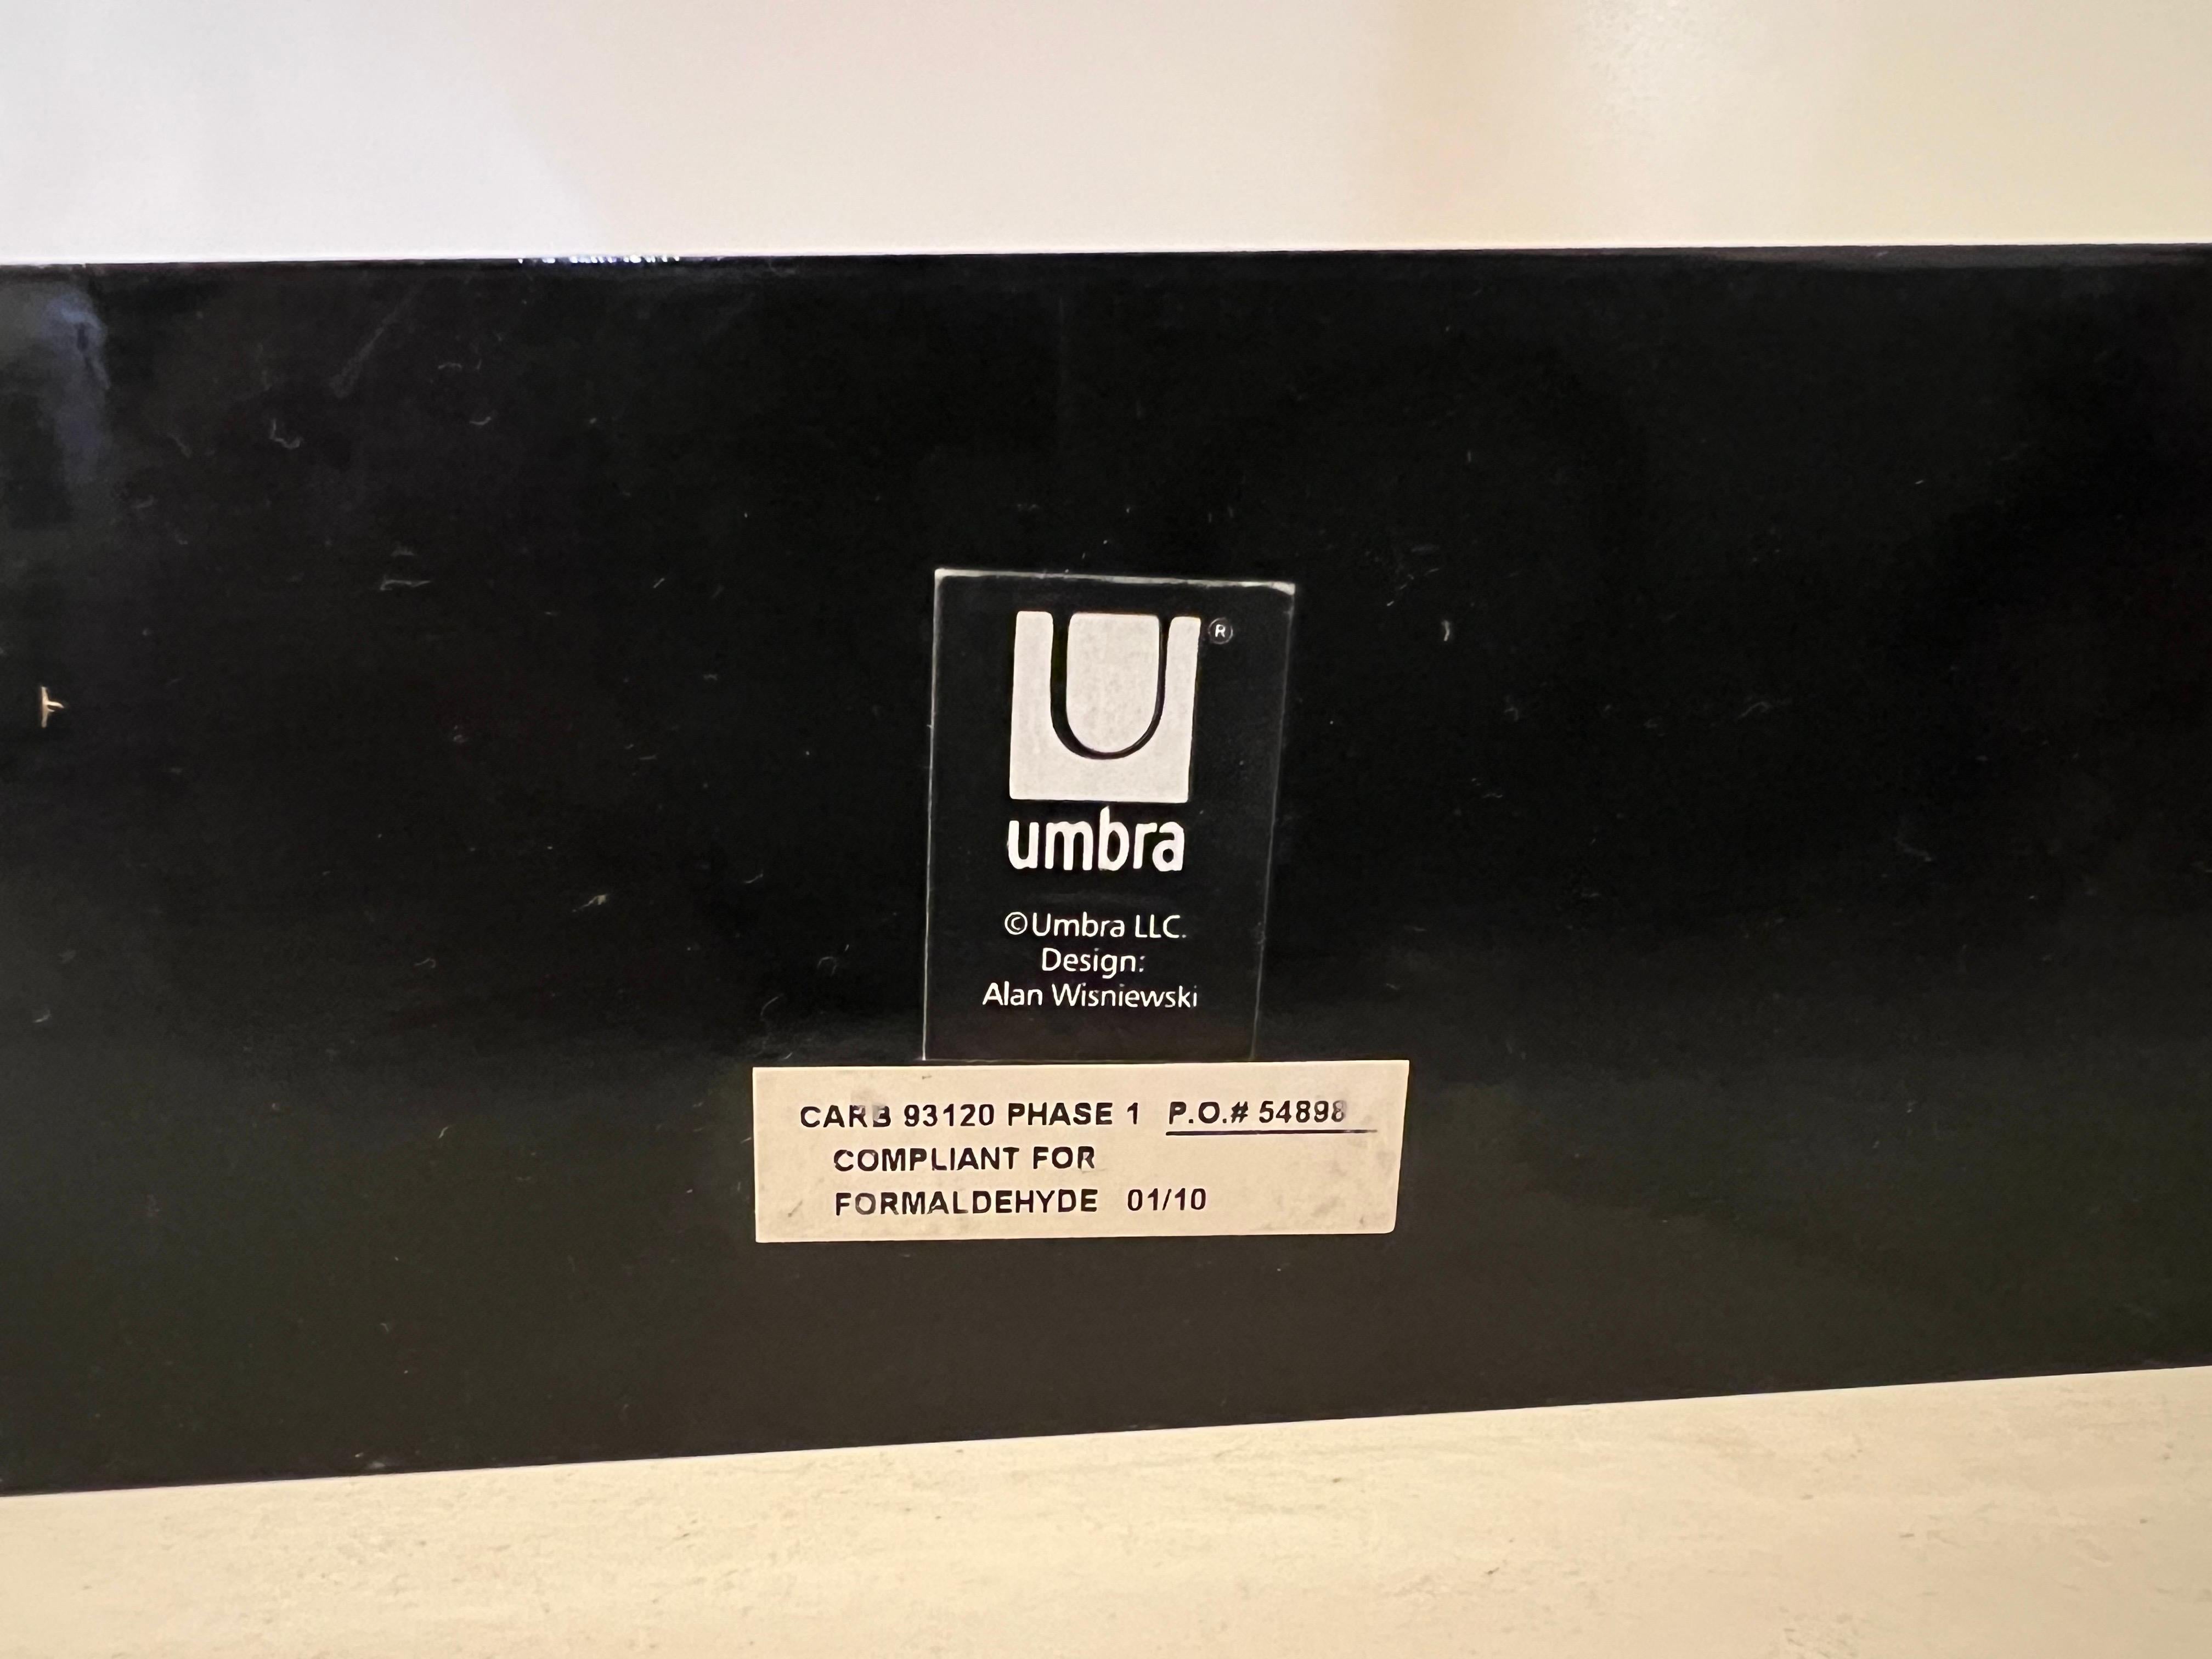 U®
umbra
©Umbra LLC.
Design:
Alan Wisniewski
CARB 93120 PHASE 1 P.O.# 54898
COMPLIANT FOR
FORMALDEHYDE 01/10